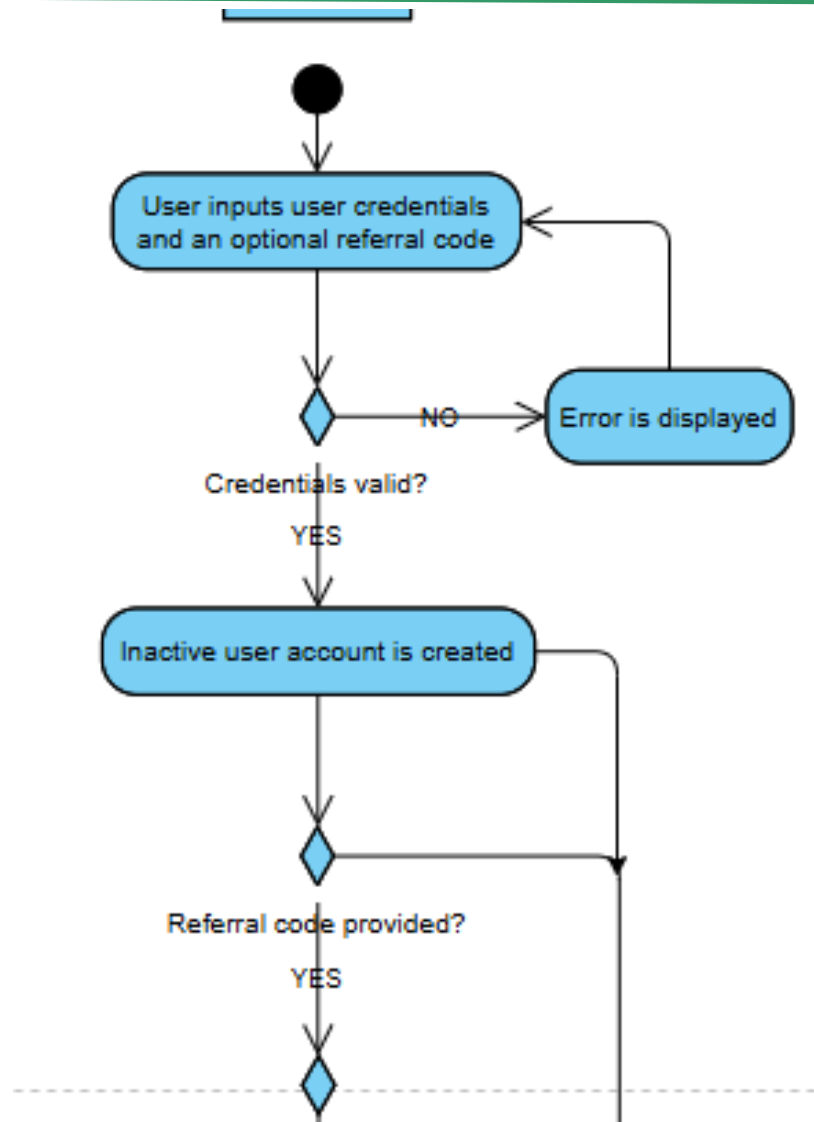 User inputs user credentials
and an optional referral code
NO
Error is displayed
Credentials valid?
YES
Inactive user account is created
Referral code provided?
YES